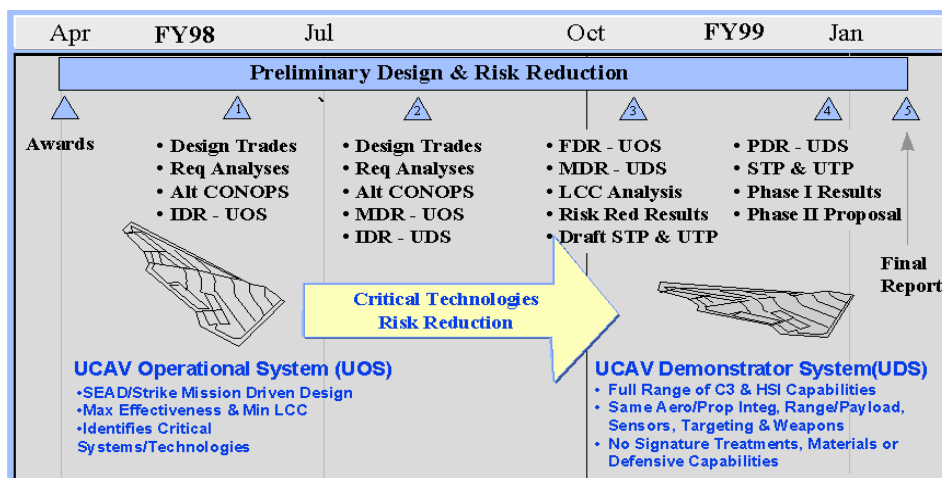 Apr FY98 Jul Oct FY99 Jan
Preliminary Design & Risk Reduction
1 2 3 4 5
Awards
• Design Trades
• Req Analyses
• Alt CONOPS
• IDR - UOS
• Design Trades
• Req Analyses
• Alt CONOPS
• MDR - UOS
• IDR - UDS
• FDR - UOS
• MDR - UDS
• LCC Analysis
• Risk Red Results
• Draft STP & UTP
• PDR - UDS
• STP & UTP
• Phase I Results
• Phase II Proposal
Final
Report
Critical Technologies
Risk Reduction
UCAV Operational System (UOS)
•SEAD/Strike Mission Driven Design
•Max Effectiveness & Min LCC
•Identifies Critical
Systems/Technologies
UCAV Demonstrator System(UDS)
• Full Range of C3 & HSI Capabilities
• Same Aero/Prop Integ, Range/Payload,
Sensors, Targeting & Weapons
• No Signature Treatments, Materials or
Defensive Capabilities